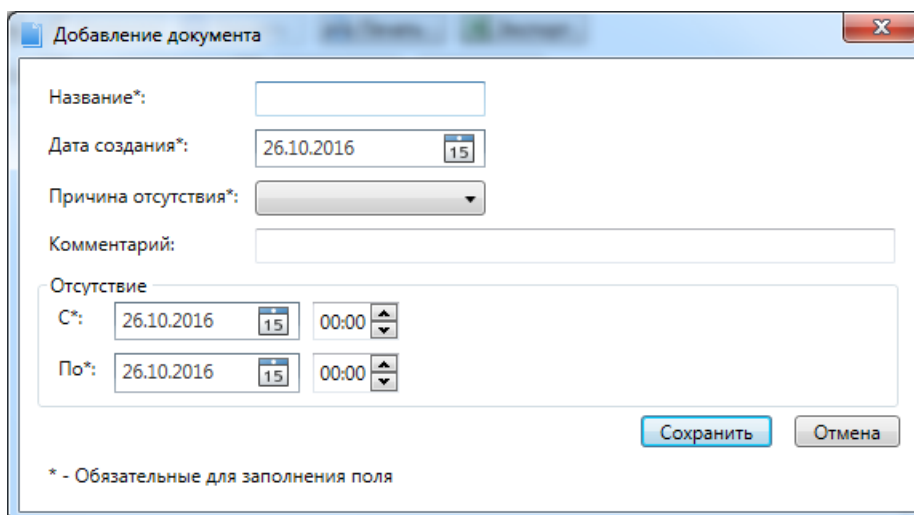 Добавление документа
Название*:
Дата создания*: 26.10.2016 15
Причина отсутствия*:
Комментарий:
Отсутствие
С*: 26.10.2016 15 00:00
По*: 26.10.2016 15 00:00
Сохранить Отмена
* - Обязательные для заполнения поля